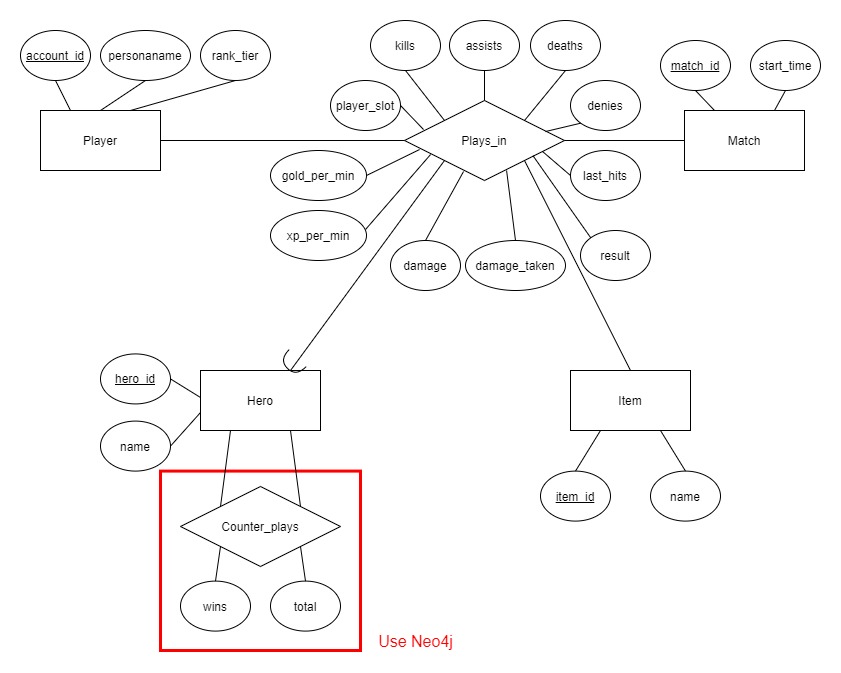 kills
assists
deaths
account_id
personaname
rank_tier
match_id
start_time
player_slot
denies
Player
Plays_in
Match
gold_per_min
last_hits
xp_per_min
result
damage
damage_taken
hero_id
Hero
Item
name
item_id
name
Counter_plays
wins
total
Use Neo4j